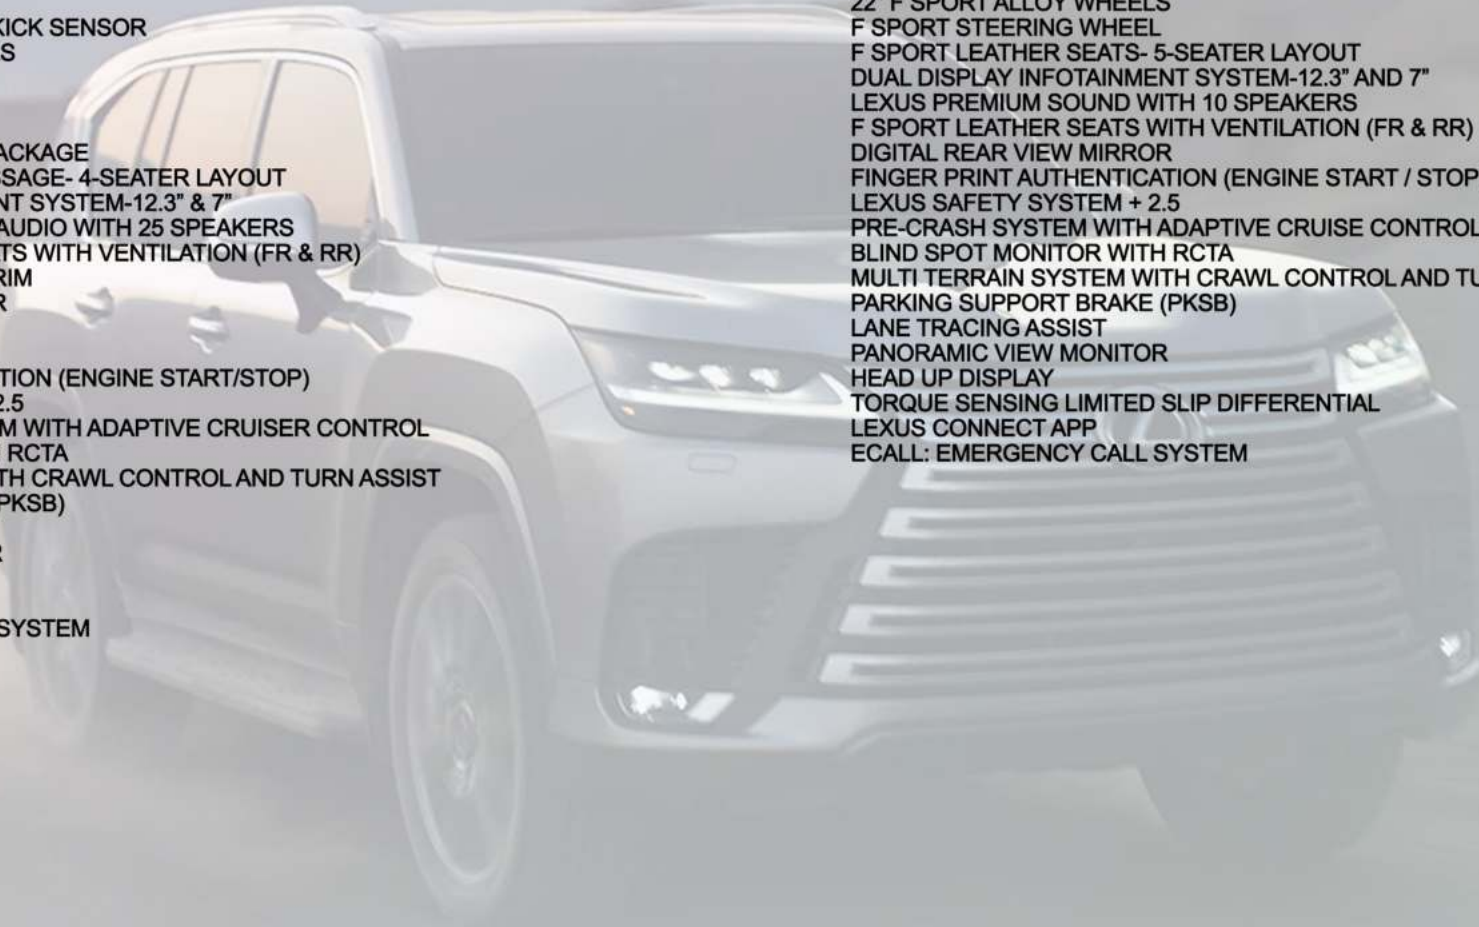 KICK SENSOR
S
ACKAGE
SSAGE- 4-SEATER LAYOUT
NT SYSTEM-12.3” & 7”
AUDIO WITH 25 SPEAKERS
ATS WITH VENTILATION (FR & RR)
RIM
R
TION (ENGINE START/STOP)
2.5
M WITH ADAPTIVE CRUISER CONTROL
RCTA
TH CRAWL CONTROL AND TURN ASSIST
PKSB)
R
SYSTEM
22" F SPORT ALLOY WHEELS
F SPORT STEERING WHEEL
F SPORT LEATHER SEATS- 5-SEATER LAYOUT
DUAL DISPLAY INFOTAINMENT SYSTEM-12.3” AND 7”
LEXUS PREMIUM SOUND WITH 10 SPEAKERS
F SPORT LEATHER SEATS WITH VENTILATION (FR & RR)
DIGITAL REAR VIEW MIRROR
FINGER PRINT AUTHENTICATION (ENGINE START / STOP
LEXUS SAFETY SYSTEM + 2.5
PRE-CRASH SYSTEM WITH ADAPTIVE CRUISE CONTROL
BLIND SPOT MONITOR WITH RCTA
MULTI TERRAIN SYSTEM WITH CRAWL CONTROL AND TU
PARKING SUPPORT BRAKE (PKSB)
LANE TRACING ASSIST
PANORAMIC VIEW MONITOR
HEAD UP DISPLAY
TORQUE SENSING LIMITED SLIP DIFFERENTIAL
LEXUS CONNECT APP
ECALL: EMERGENCY CALL SYSTEM